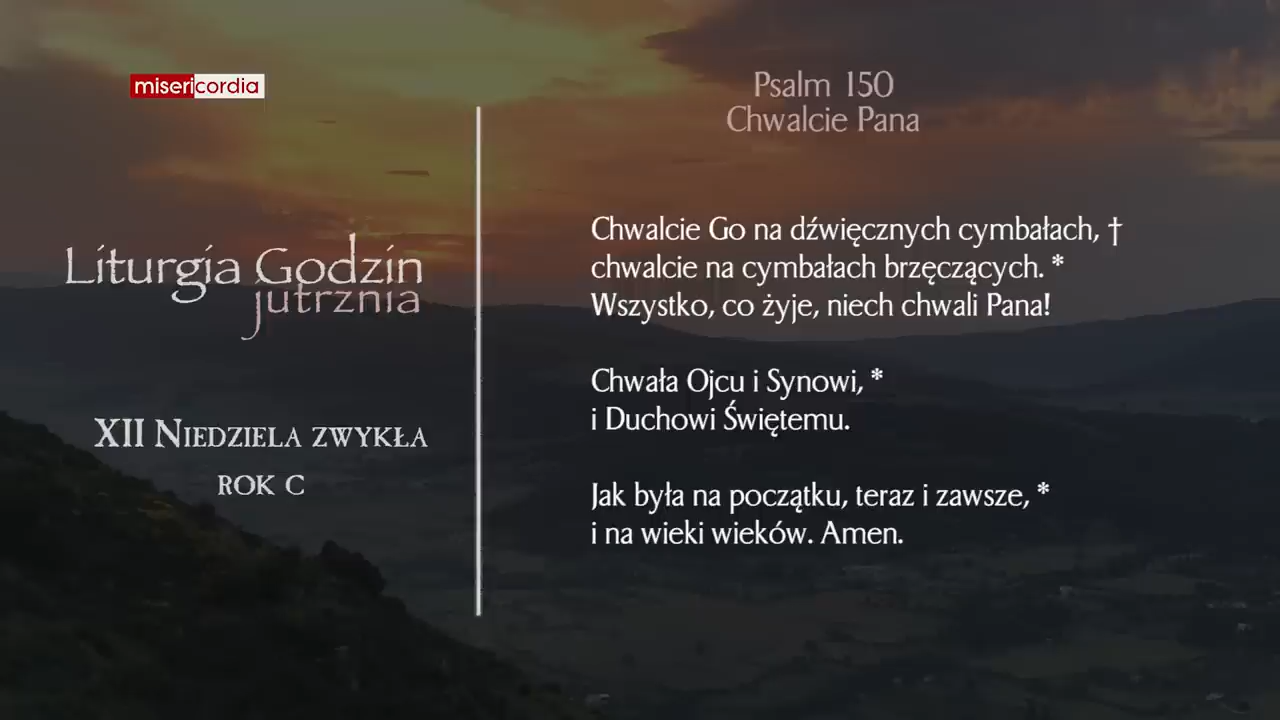 misericordia
Liturgia Godzin
jutrznia
XII Niedziela zwykła
rok C
Psalm 150
Chwalcie Pana
Chwalcie Go na dźwięcznych cymbałach, †
chwalcie na cymbałach brzęczących. *
Wszystko, co żyje, niech chwali Pana!
Chwała Ojcu i Synowi, *
i Duchowi Świętemu.
Jak była na początku, teraz i zawsze, *
i na wieki wieków. Amen.